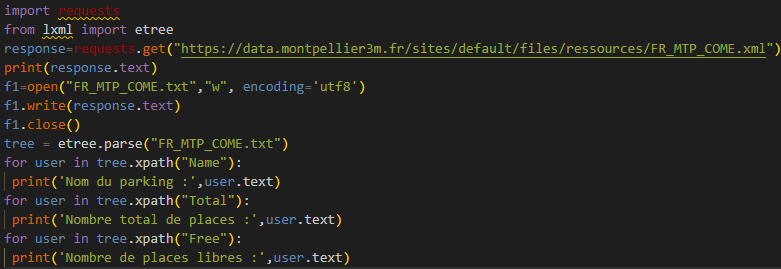 import requests
from lxml import etree
response=requests.get("https://data.montpellier3m.fr/sites/default/files/ressources/FR_MTP_COME.xml")
print(response.text)
f1=open("FR_MTP_COME.txt","w", encoding='utf8')
f1.write(response.text)
f1.close()
tree = etree.parse("FR_MTP_COME.txt")
for user in tree.xpath("Name"):
 print('Nom du parking :',user.text)
for user in tree.xpath("Total"):
 print('Nombre total de places :',user.text)
for user in tree.xpath("Free"):
 print('Nombre de places libres :',user.text)